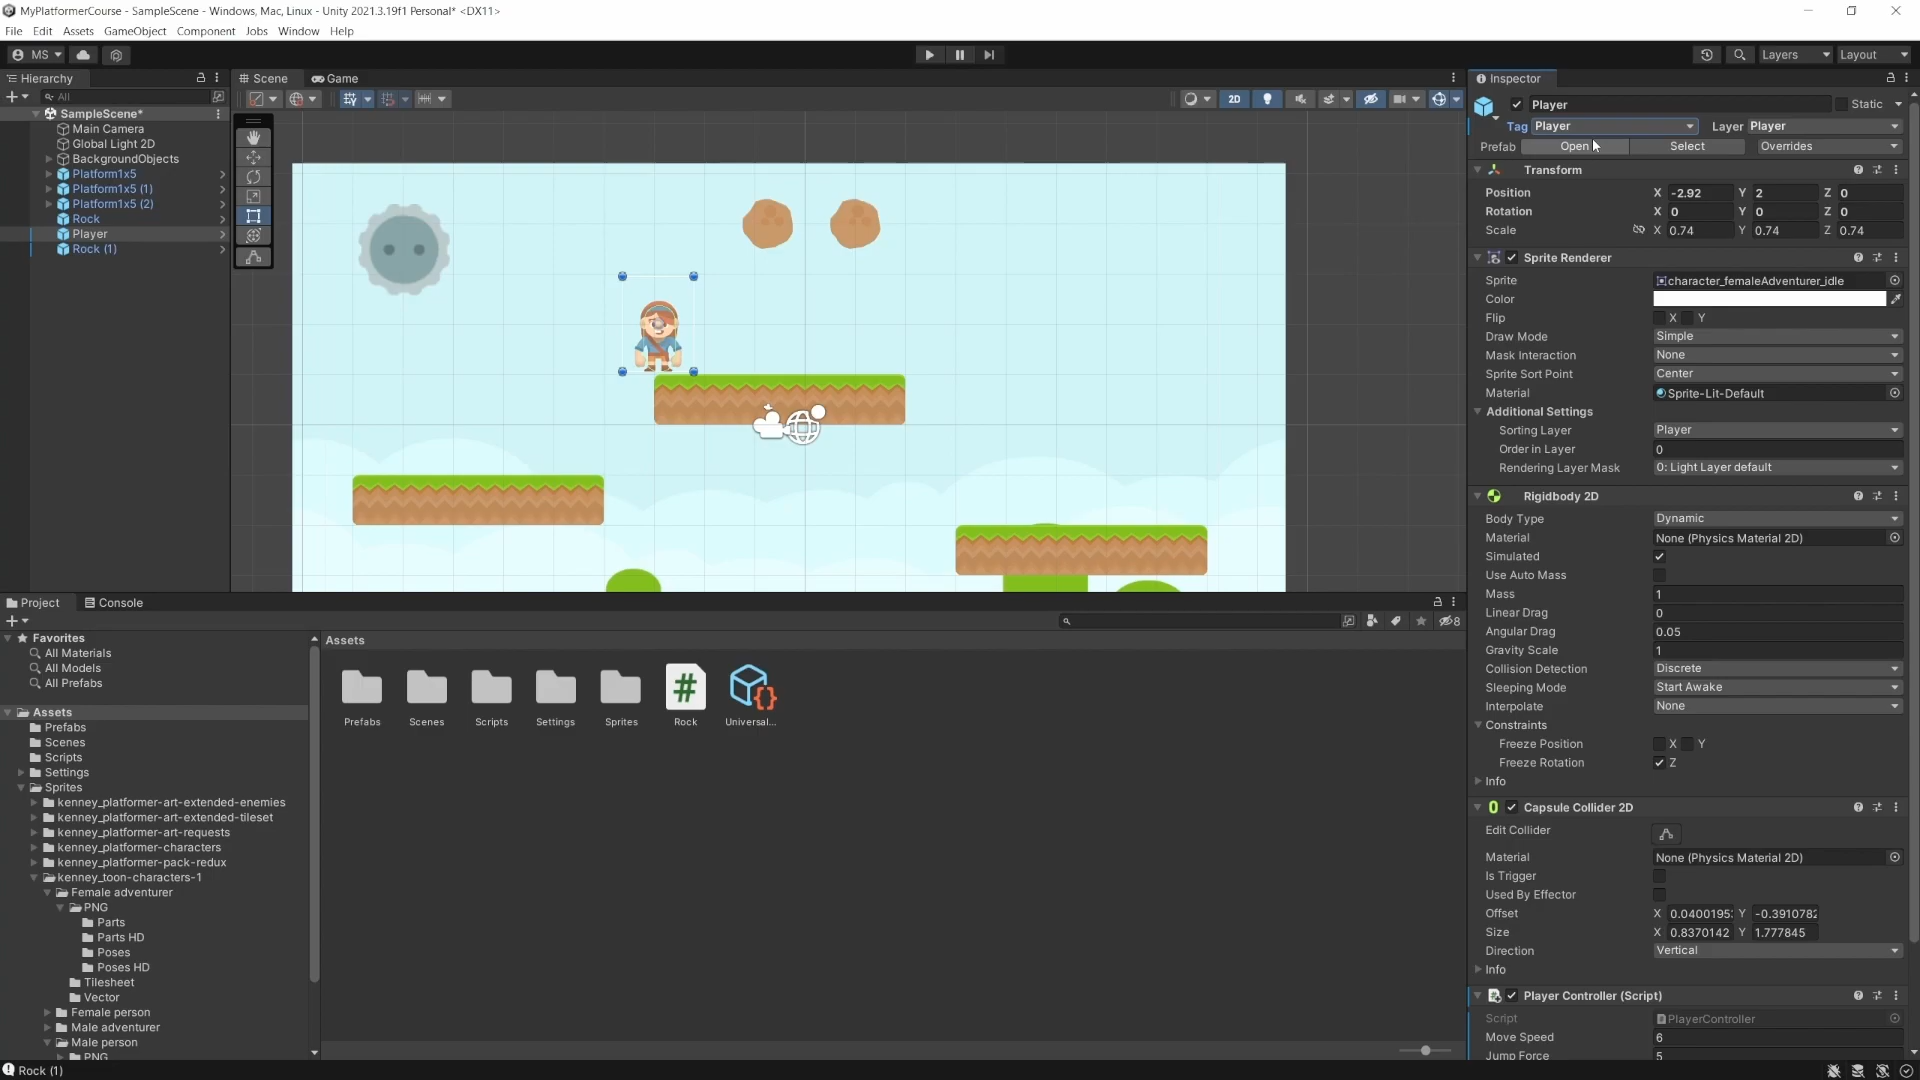 MyPlatformerCourse - SampleScene - Windows, Mac, Linux - Unity 2021.3.19f1 Personal* <DX11>
File Edit Assets GameObject Component Jobs Window Help
MS Layers Layout
Hierarchy
All
SampleScene*
Main Camera
Global Light 2D
BackgroundObjects
Platform1x5
Platform1x5 (1)
Platform1x5 (2)
Rock
Player
Rock (1)
Scene Game
2D
Inspector
Player Static
Tag Player Layer Player
Prefab Open Select Overrides
Transform
Position X -2.92 Y 2 Z 0
Rotation X 0 Y 0 Z 0
Scale X 0.74 Y 0.74 Z 0.74
Sprite Renderer
Sprite character_femaleAdventurer_idle
Color
Flip X Y
Draw Mode Simple
Mask Interaction None
Sprite Sort Point Center
Material Sprite-Lit-Default
Additional Settings
Sorting Layer Player
Order in Layer 0
Rendering Layer Mask 0: Light Layer default
Rigidbody 2D
Body Type Dynamic
Material None (Physics Material 2D)
Simulated
Use Auto Mass
Mass 1
Linear Drag 0
Angular Drag 0.05
Gravity Scale 1
Collision Detection Discrete
Sleeping Mode Start Awake
Interpolate None
Constraints
Freeze Position X Y
Freeze Rotation Z
Info
Capsule Collider 2D
Edit Collider
Material None (Physics Material 2D)
Is Trigger
Used By Effector
Offset X 0.0400195 Y -0.391078
Size X 0.8370142 Y 1.777845
Direction Vertical
Info
Player Controller (Script)
Script PlayerController
Move Speed 6
Jump Force 5
Project Console
8
Favorites
All Materials
All Models
All Prefabs
Assets
Prefabs
Scenes
Scripts
Settings
Sprites
kenney_platformer-art-extended-enemies
kenney_platformer-art-extended-tileset
kenney_platformer-art-requests
kenney_platformer-characters
kenney_platformer-pack-redux
kenney_toon-characters-1
Female adventurer
PNG
Parts
Parts HD
Poses
Poses HD
Tilesheet
Vector
Female person
Male adventurer
Male person
PNG
Assets
Prefabs Scenes Scripts Settings Sprites Rock Universal...
Rock (1)